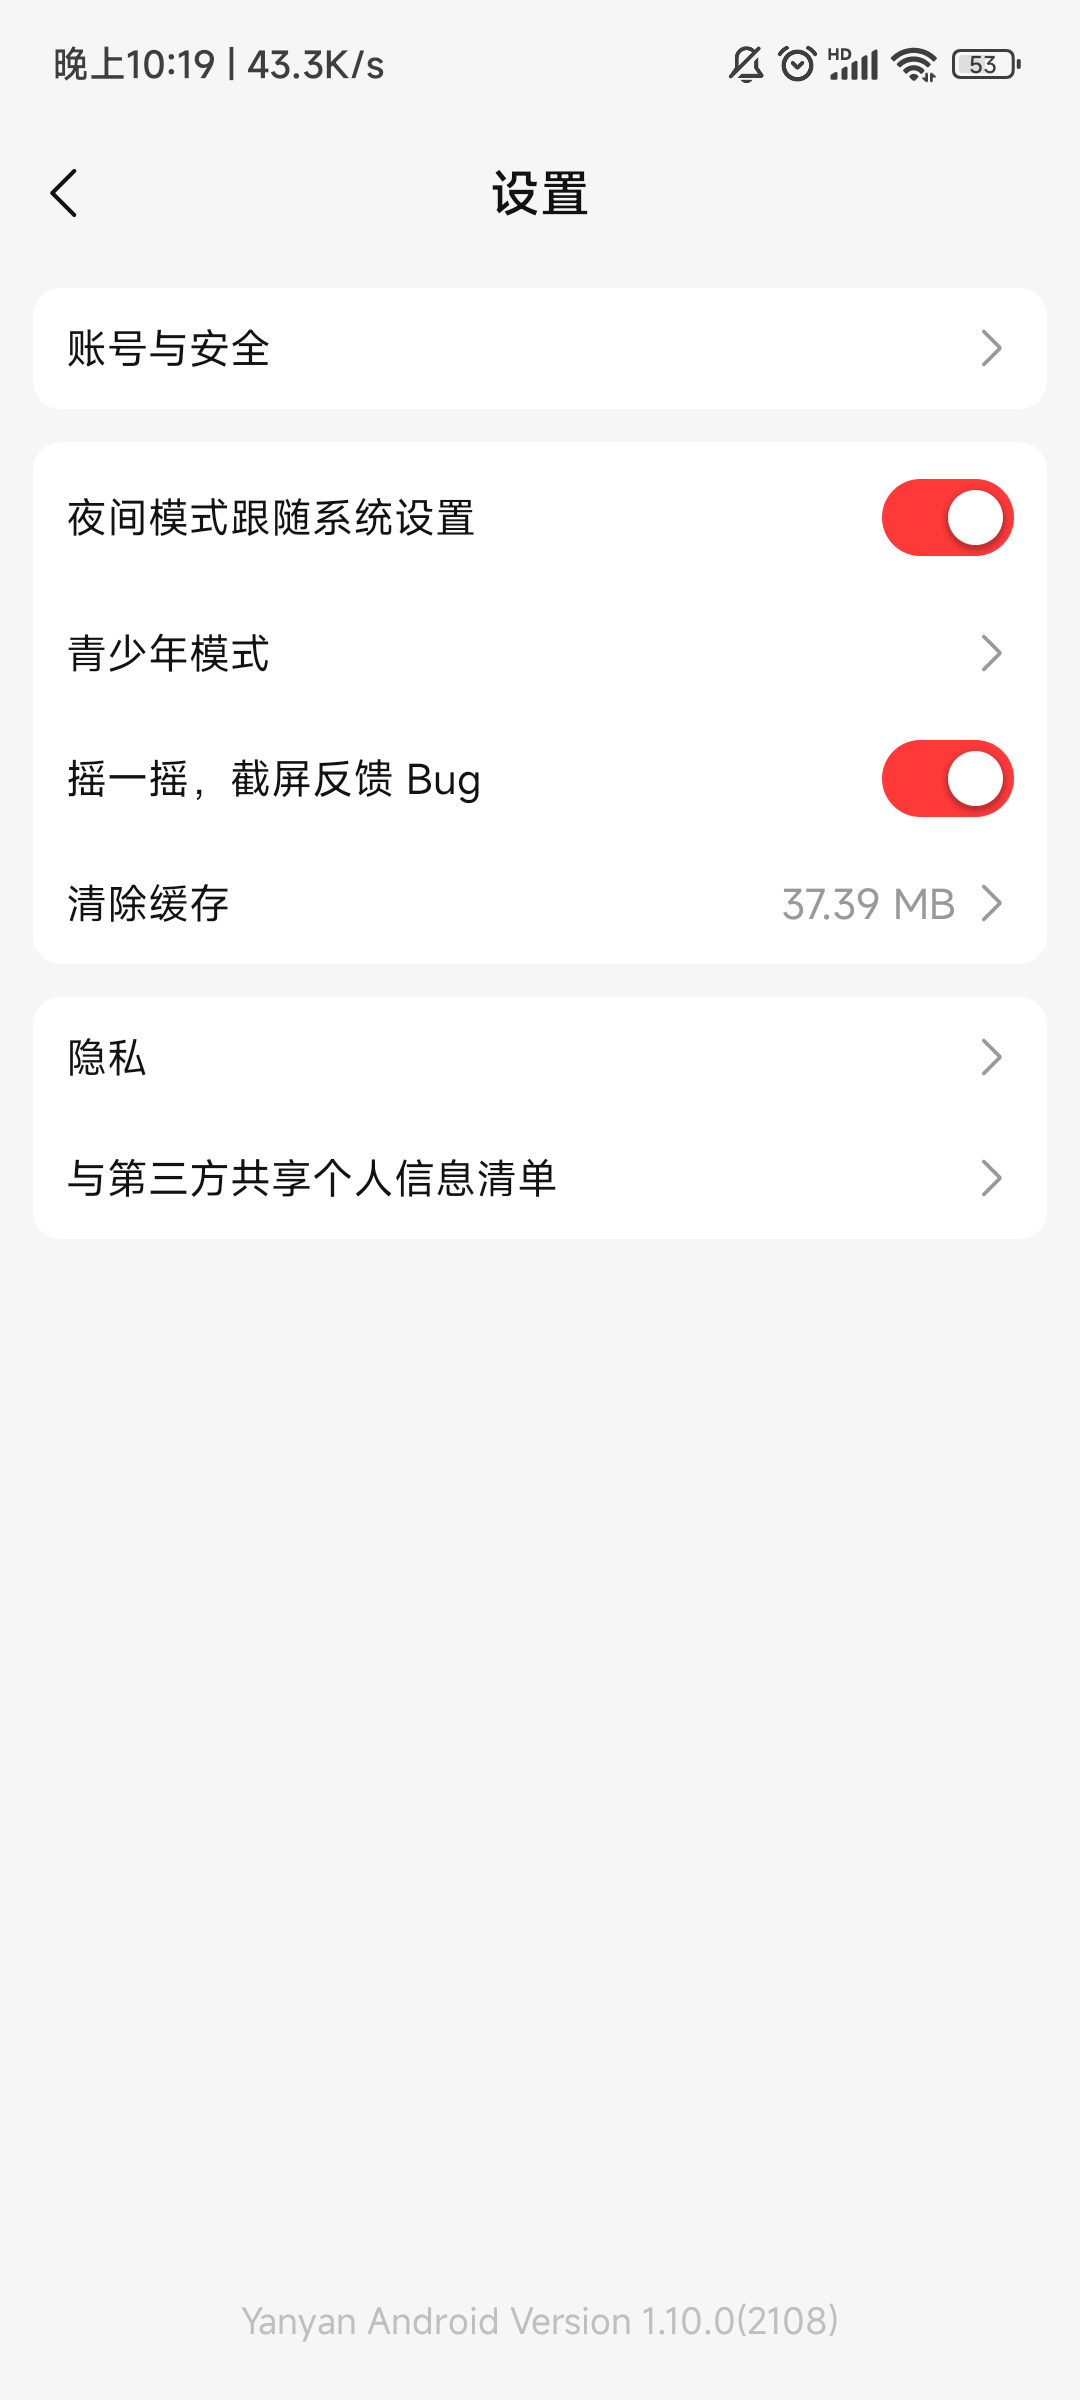 晚上10:19 | 43.3K/s
HD
53
设置
账号与安全
夜间模式跟随系统设置
青少年模式
摇一摇，截屏反馈 Bug
清除缓存 37.39 MB
隐私
与第三方共享个人信息清单
Yanyan Android Version 1.10.0(2108)